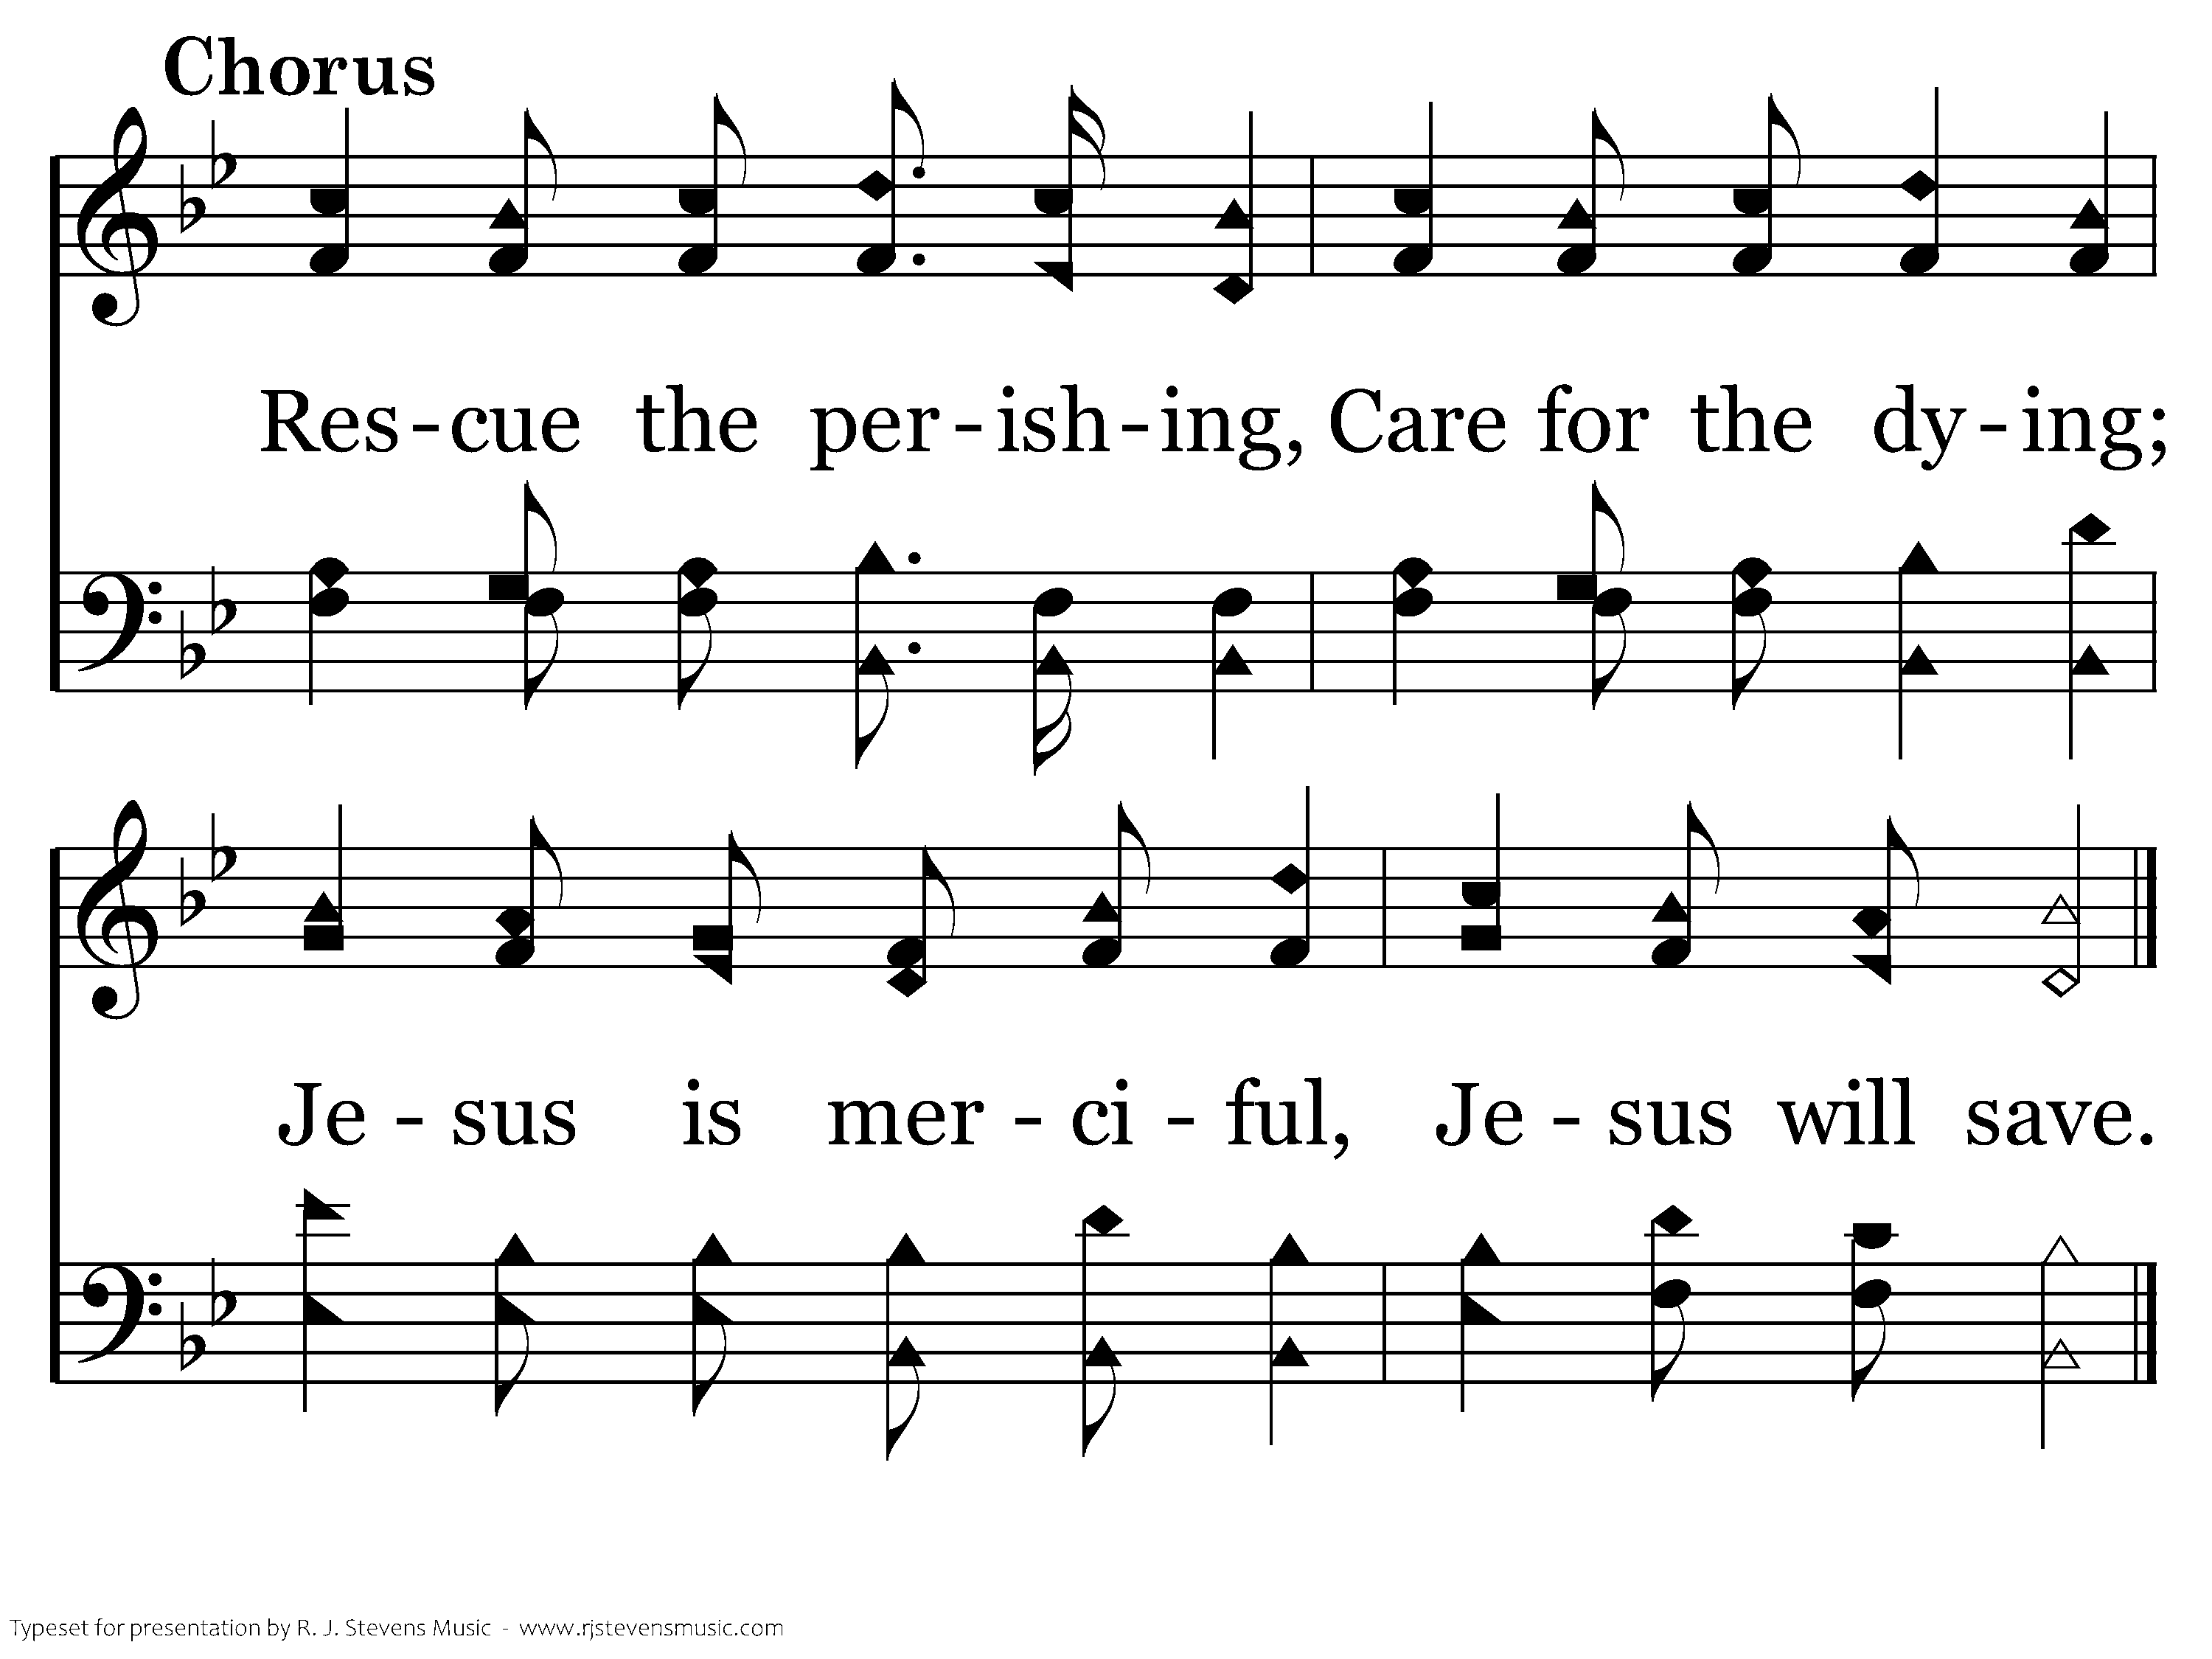 Chorus
Res-cue the per-ish-ing, Care for the dy-ing;
Je - sus is mer - ci - ful, Je - sus will save.
Typeset for presentation by R. J. Stevens Music - www.rjstevensmusic.com